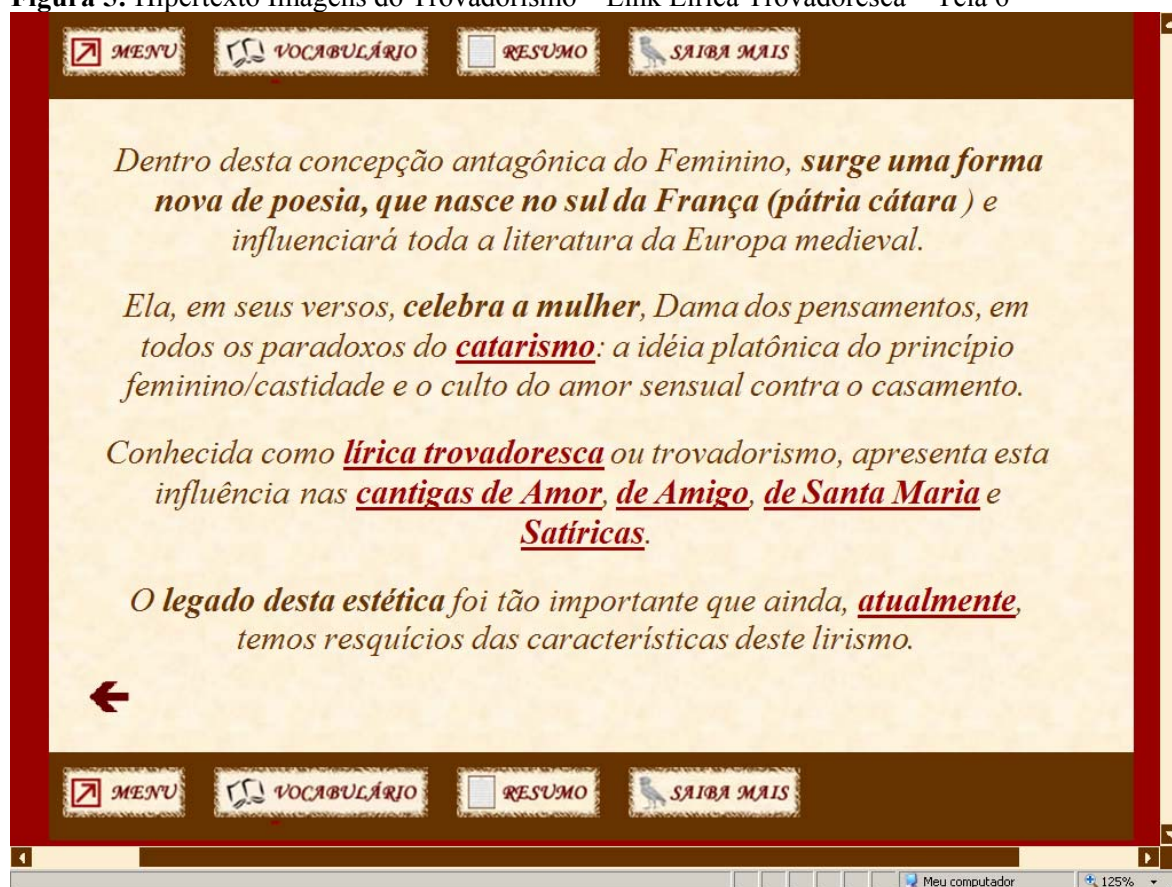 Figura 5: Hipertexto Imagens do Trovadorismo – Link Lírica Trovadoresca – Tela
MENU VOCABULÁRIO RESUMO SAIBA MAIS
Dentro desta concepção antagônica do Feminino, surge uma forma
nova de poesia, que nasce no sul da França (pátria cátara ) e
influenciará toda a literatura da Europa medieval.
Ela, em seus versos, celebra a mulher, Dama dos pensamentos, em
todos os paradoxos do catarismo: a idéia platônica do princípio
feminino/castidade e o culto do amor sensual contra o casamento.
Conhecida como lírica trovadoresca ou trovadorismo, apresenta esta
influência nas cantigas de Amor, de Amigo, de Santa Maria e
Satíricas.
O legado desta estética foi tão importante que ainda, atualmente,
temos resquícios das características deste lirismo.
MENU VOCABULÁRIO RESUMO SAIBA MAIS
Meu computador 125%